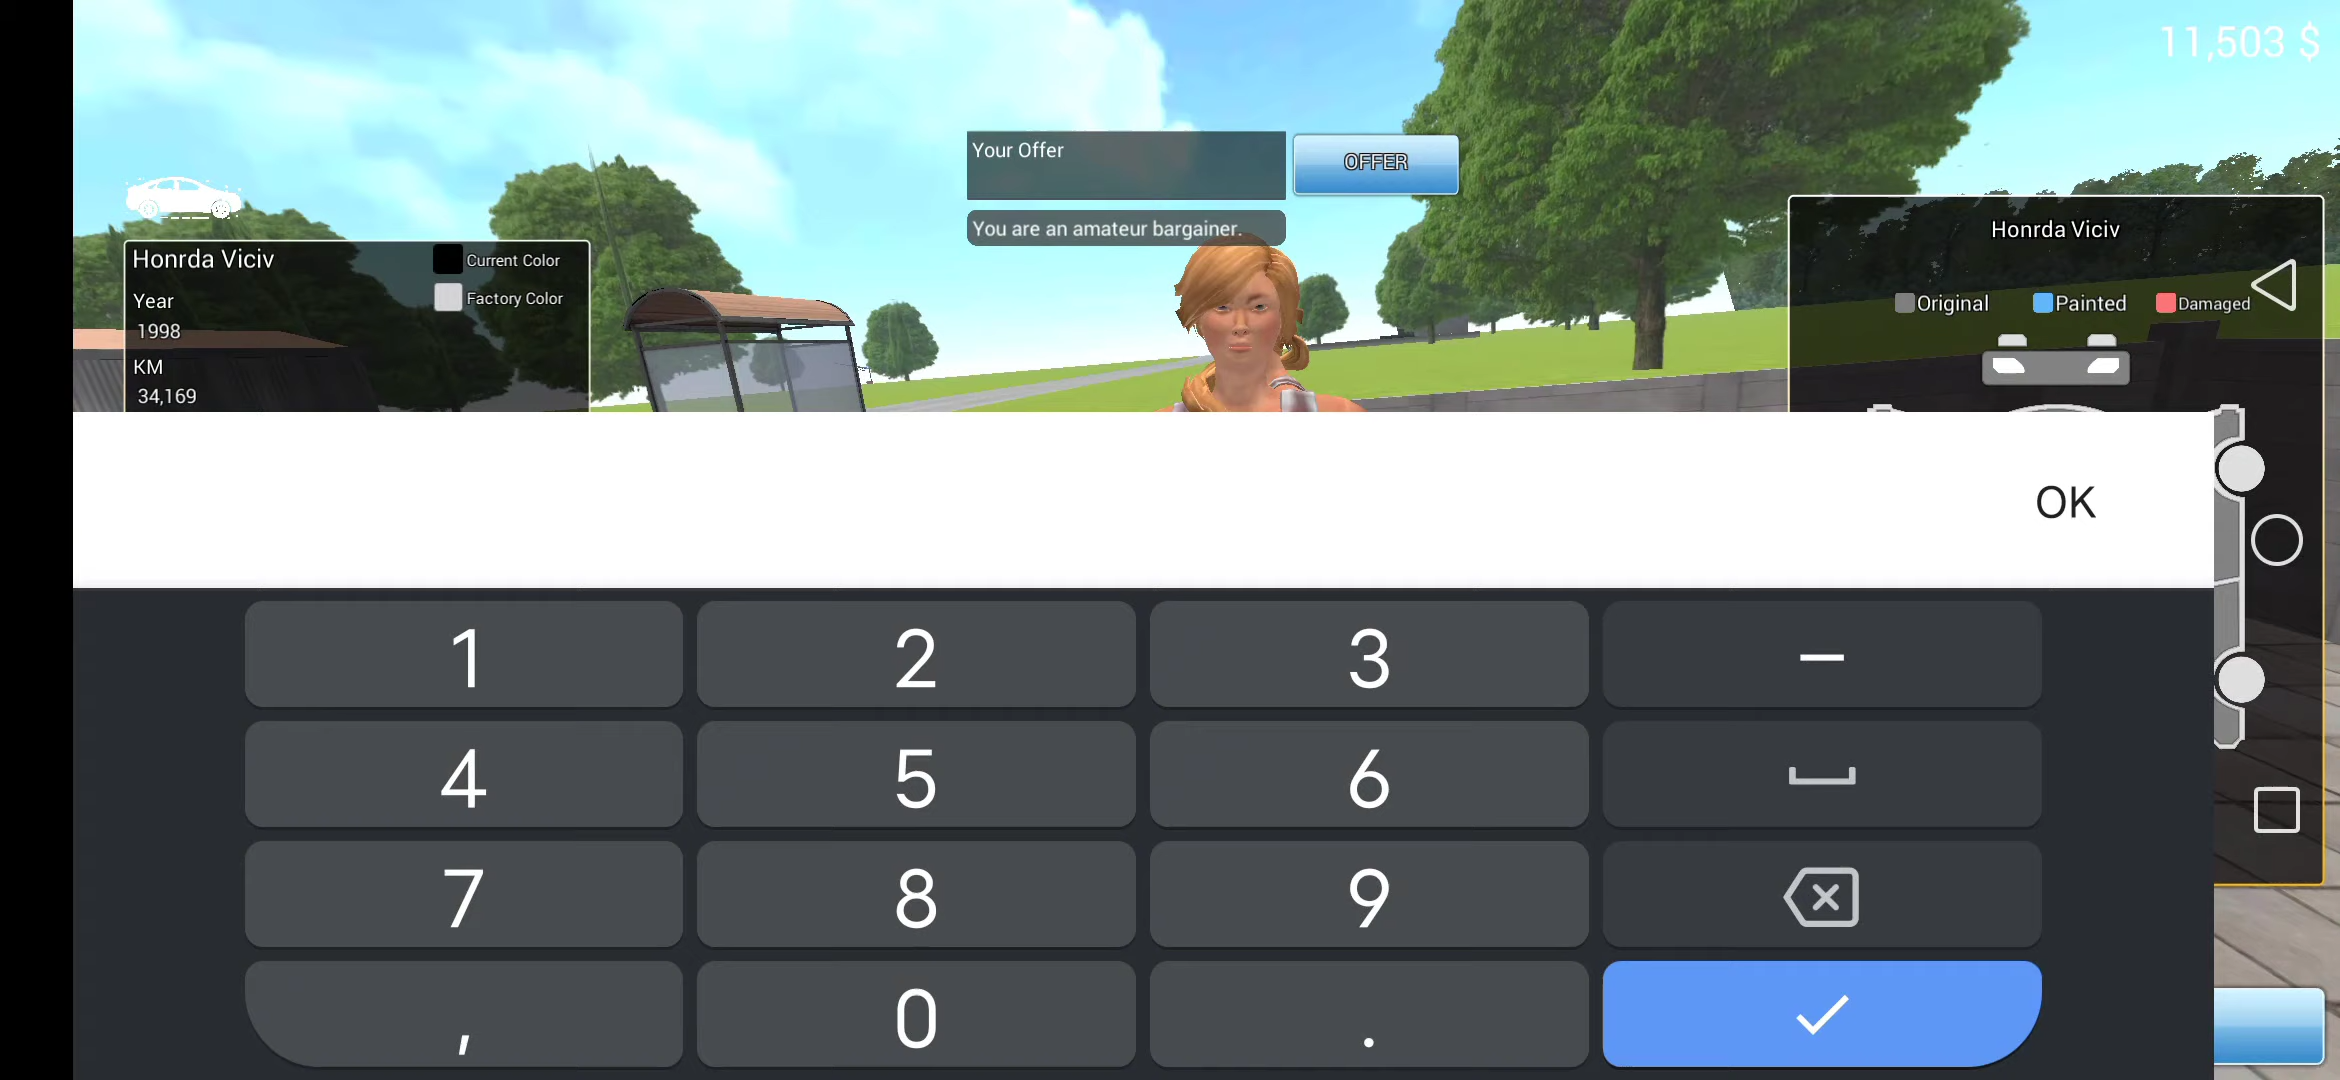 11,503 $
Your Offer
OFFER
You are an amateur bargainer.
Honrda Viciv
Current Color
Factory Color
Year
1998
KM
34,169
Honrda Viciv
Original
Painted
Damaged
OK
1 2 3 –
4 5 6
7 8 9
, 0 .